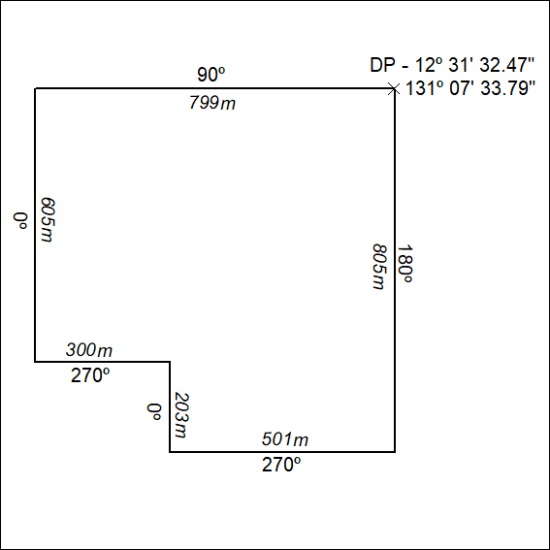 DP - 12º 31' 32.47"
131º 07' 33.79"
90º
799m
0º
605m
805m
180º
300m
270º
0º
203m
501m
270º